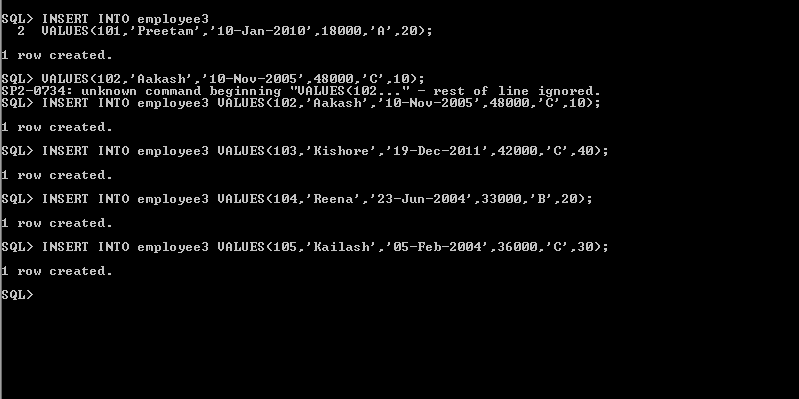 SQL> INSERT INTO employee3
2 VALUES(101,'Preetam','10-Jan-2010',18000,'A',20);
1 row created.
SQL> VALUES(102,'Aakash','10-Nov-2005',48000,'C',10);
SP2-0734: unknown command beginning "VALUES(102..." - rest of line ignored.
SQL> INSERT INTO employee3 VALUES(102,'Aakash','10-Nov-2005',48000,'C',10);
1 row created.
SQL> INSERT INTO employee3 VALUES(103,'Kishore','19-Dec-2011',42000,'C',40);
1 row created.
SQL> INSERT INTO employee3 VALUES(104,'Reena','23-Jun-2004',33000,'B',20);
1 row created.
SQL> INSERT INTO employee3 VALUES(105,'Kailash','05-Feb-2004',36000,'C',30);
1 row created.
SQL>